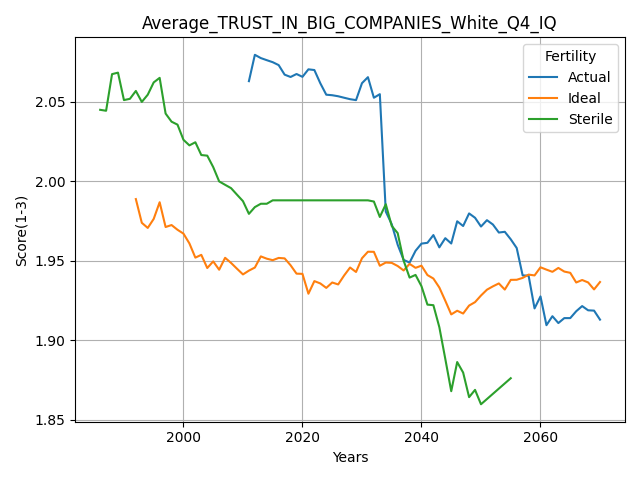 Average_TRUST_IN_BIG_COMPANIES_White_Q4_IQ
Fertility
Actual
Ideal
Sterile
Score(1-3)
2.05
2.00
1.95
1.90
1.85
2000
2020
2040
2060
Years